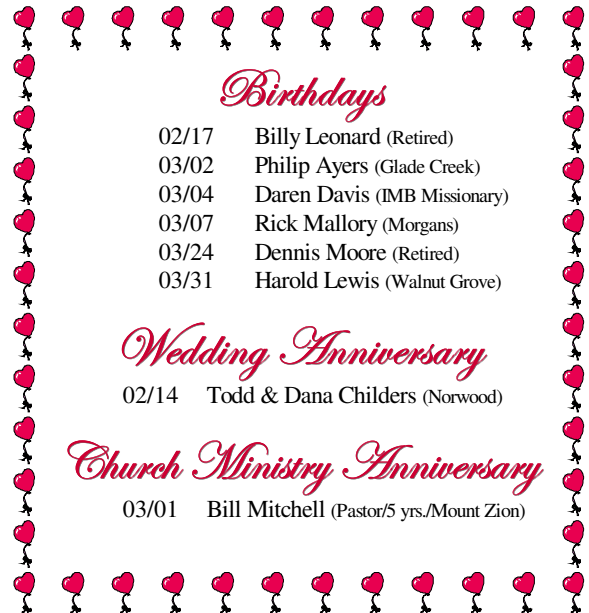 Birthdays
02/17 Billy Leonard (Retired)
03/02 Philip Ayers (Glade Creek)
03/04 Daren Davis (IMB Missionary)
03/07 Rick Mallory (Morgans)
03/24 Dennis Moore (Retired)
03/31 Harold Lewis (Walnut Grove)
Wedding Anniversary
02/14 Todd & Dana Childers (Norwood)
Church Ministry Anniversary
03/01 Bill Mitchell (Pastor/5 yrs./Mount Zion)